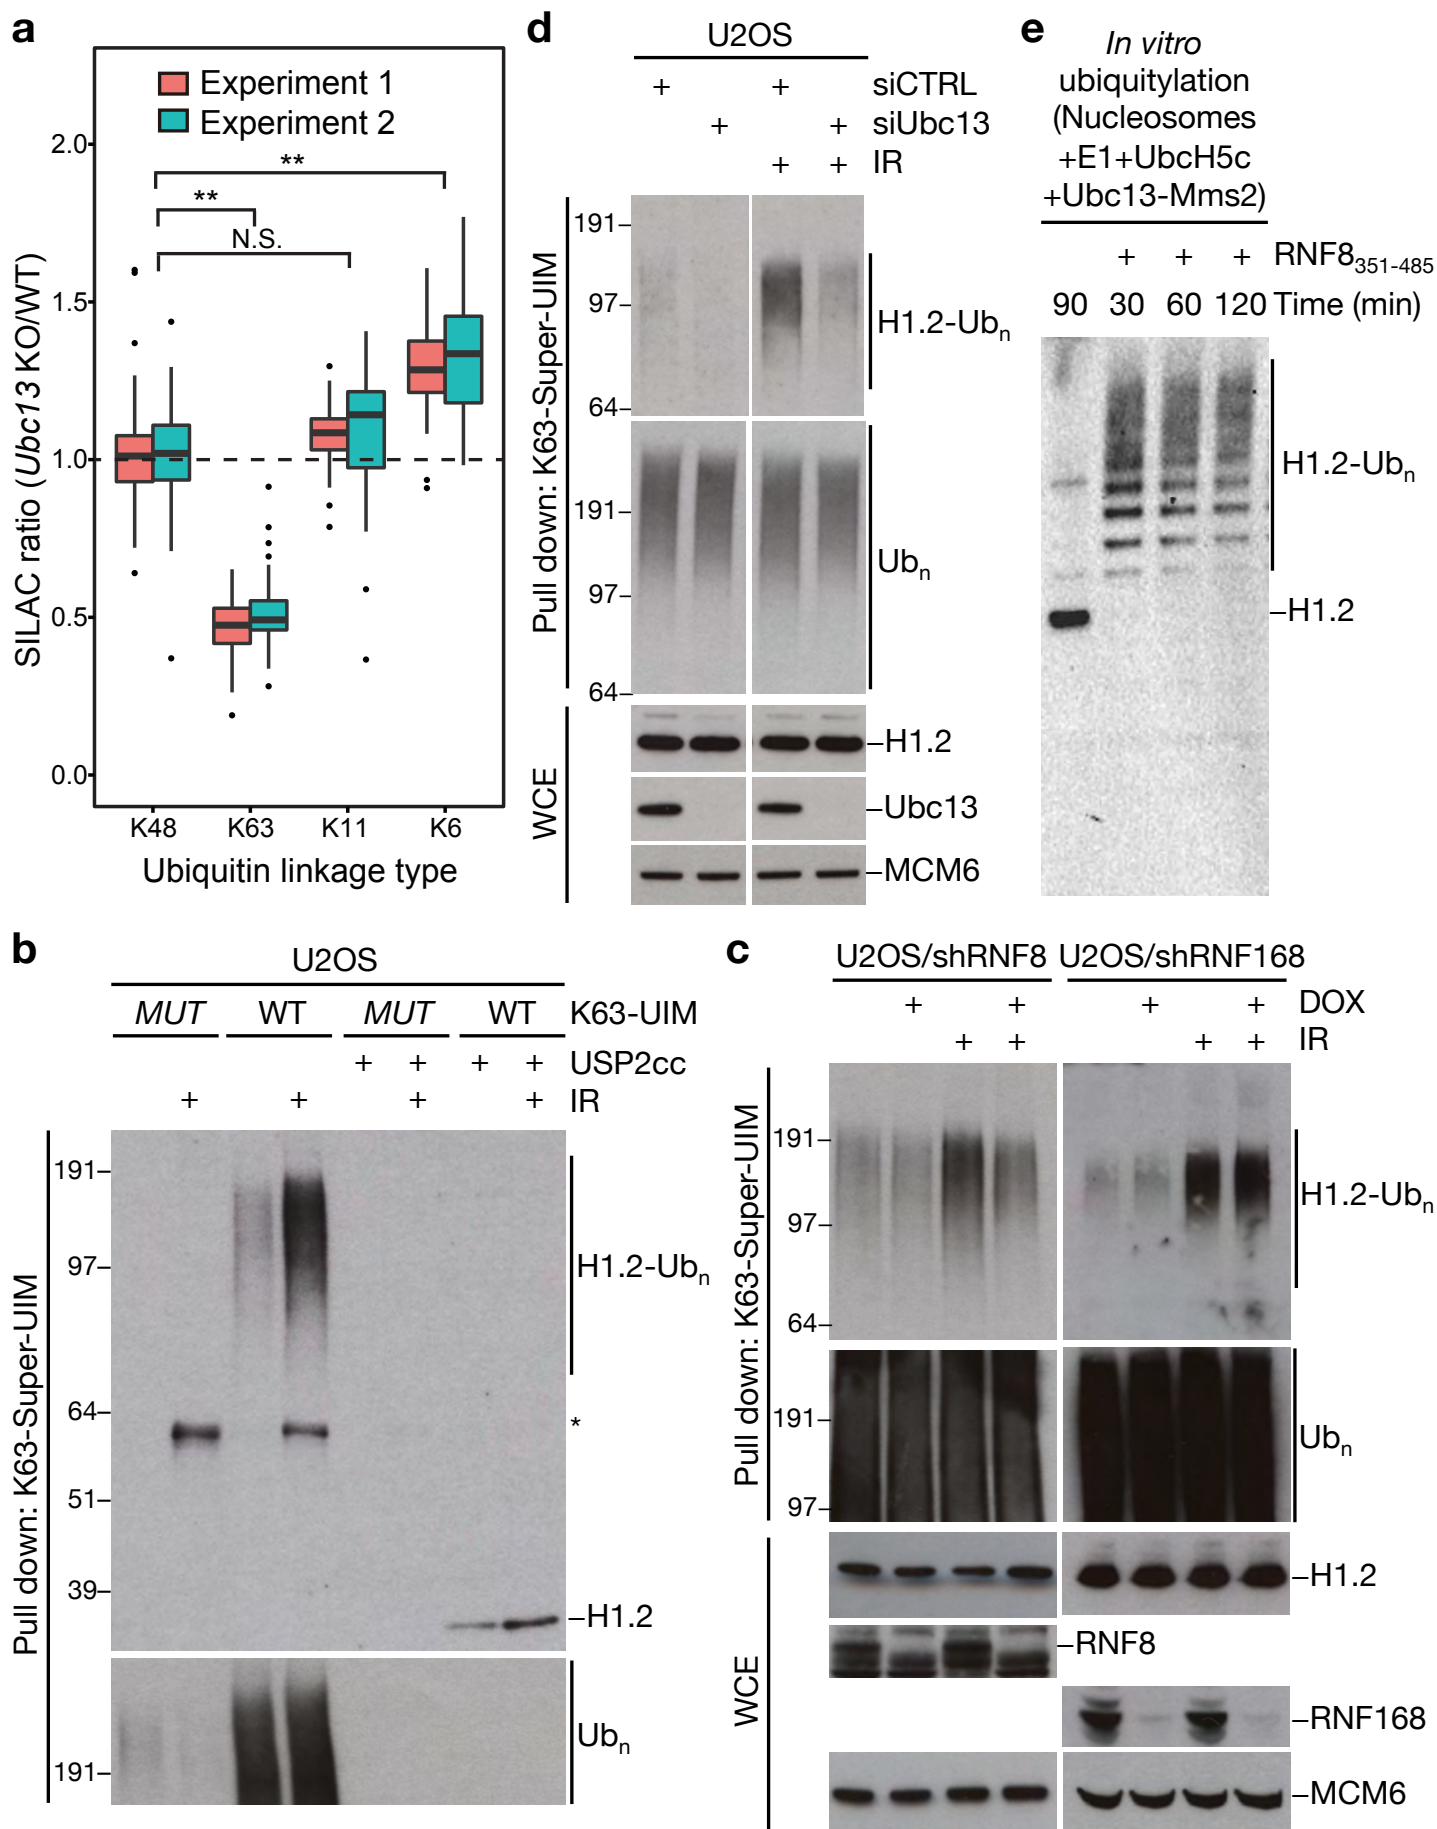 a
Experiment 1
Experiment 2
**
**
N.S.
2.0
1.5
1.0
0.5
0.0
SILAC ratio (Ubc13 KO/WT)
K48 K63 K11 K6
Ubiquitin linkage type
d
U2OS
+ + siCTRL
+ + siUbc13
+ + IR
Pull down: K63-Super-UIM
191
97
64
H1.2-Ubn
191
97
64
Ubn
WCE
H1.2
Ubc13
MCM6
e
In vitro
ubiquitylation
(Nucleosomes
+E1+UbcH5c
+Ubc13-Mms2)
+ + + RNF8351-485
90 30 60 120 Time (min)
H1.2-Ubn
H1.2
b
U2OS
MUT WT MUT WT K63-UIM
+ + + + USP2cc
+ + + + IR
Pull down: K63-Super-UIM
191
97
64
51
39
H1.2-Ubn
*
H1.2
191
Ubn
c
U2OS/shRNF8 U2OS/shRNF168
+ + + + DOX
+ + + + IR
Pull down: K63-Super-UIM
191
97
64
H1.2-Ubn
191
97
Ubn
WCE
H1.2
RNF8
RNF168
MCM6